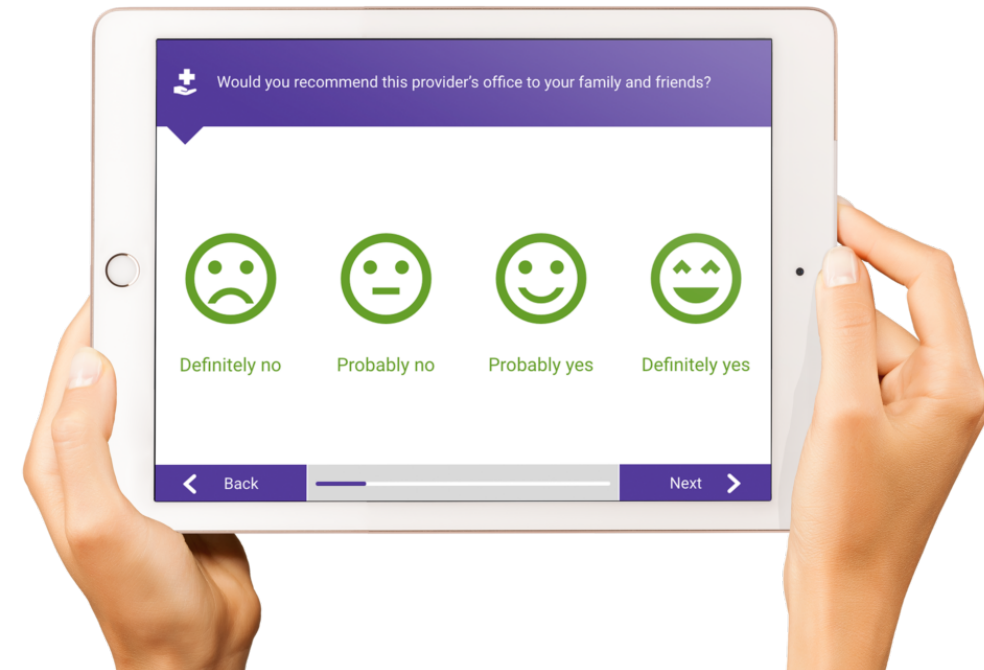 Would you recommend this provider's office to your family and friends?
Definitely no
Probably no
Probably yes
Definitely yes
Back
Next